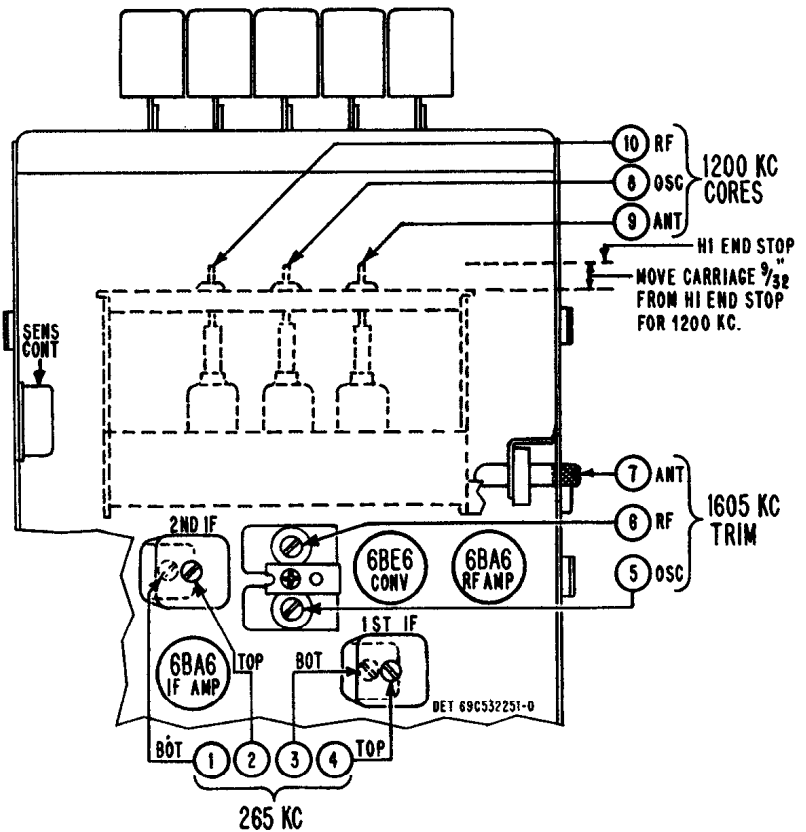 10 RF
8 OSC
9 ANT
1200 KC
CORES
HI END STOP
MOVE CARRIAGE 9/32"
FROM HI END STOP
FOR 1200 KC.
SENS
CONT
7 ANT
6 RF
5 OSC
1605 KC
TRIM
2ND IF
6BE6
CONV
6BA6
RF AMP
1ST IF
6BA6
IF AMP
TOP
BOT
DET 69C532251-0
BOT
1 2 3 4
TOP
265 KC